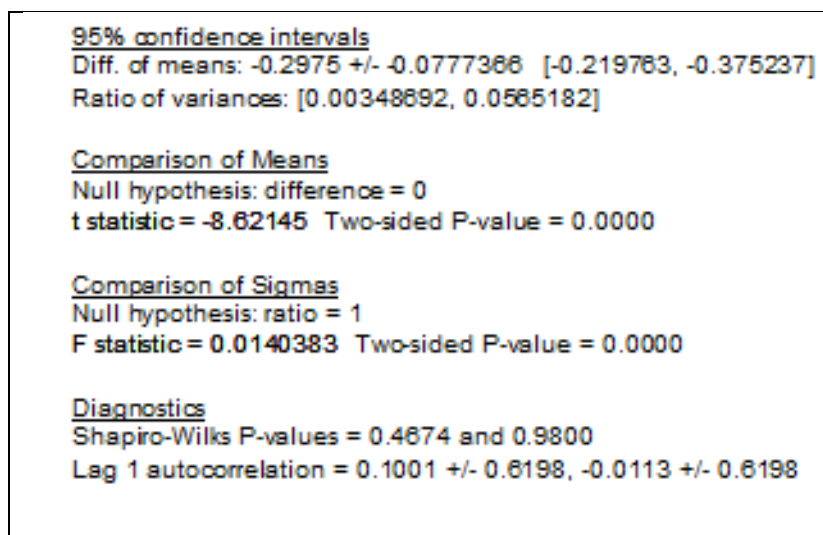 95% confidence intervals
Diff. of means: -0.2975 +/- -0.0777366 [-0.219763, -0.375237]
Ratio of variances: [0.00348692, 0.0565182]
Comparison of Means
Null hypothesis: difference = 0
t statistic = -8.62145 Two-sided P-value = 0.0000
Comparison of Sigmas
Null hypothesis: ratio = 1
F statistic = 0.0140383 Two-sided P-value = 0.0000
Diagnostics
Shapiro-Wilks P-values = 0.4674 and 0.9800
Lag 1 autocorrelation = 0.1001 +/- 0.6198, -0.0113 +/- 0.6198